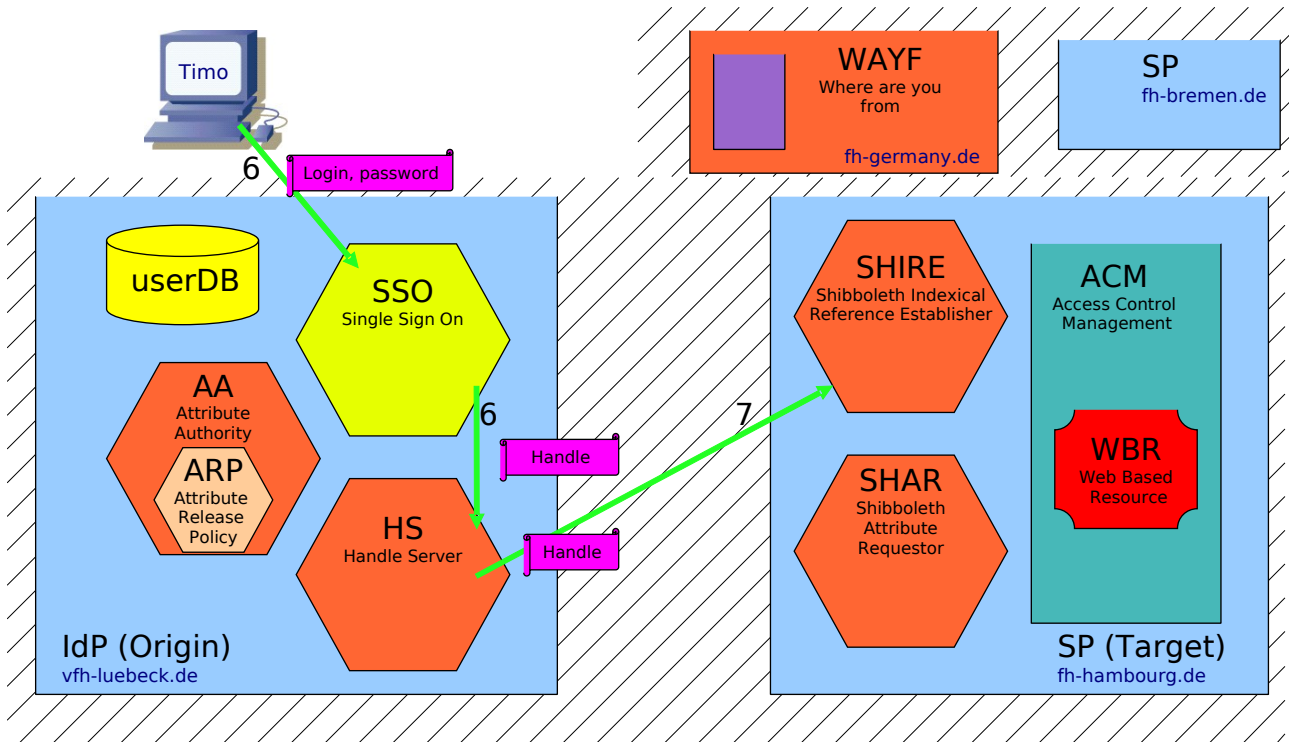 Timo
WAYF
Where are you
from
fh-germany.de
SP
fh-bremen.de
6
Login, password
userDB
SSO
Single Sign On
AA
Attribute
Authority
ARP
Attribute
Release
Policy
6
Handle
HS
Handle Server
Handle
7
IdP (Origin)
vfh-luebeck.de
SHIRE
Shibboleth Indexical
Reference Establisher
ACM
Access Control
Management
SHAR
Shibboleth
Attribute
Requestor
WBR
Web Based
Resource
SP (Target)
fh-hambourg.de